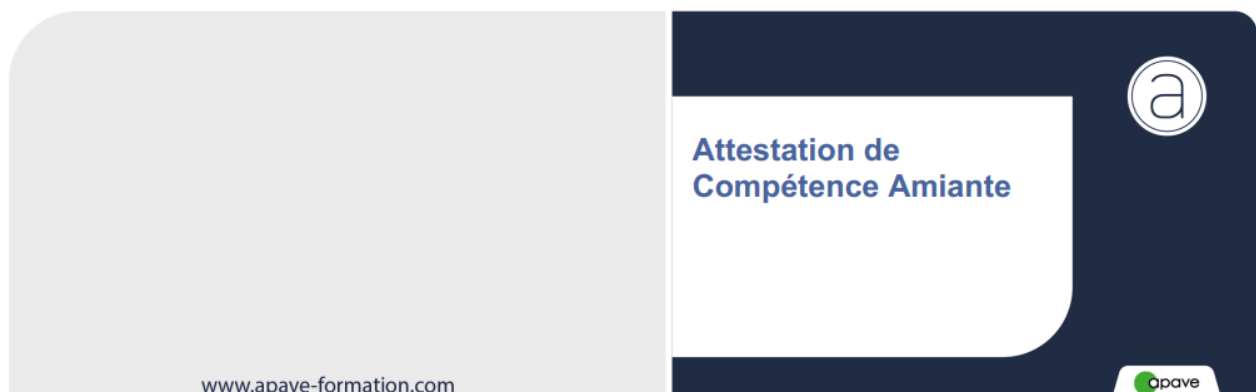 Attestation de
Compétence Amiante
a
www.apave-formation.com
apave